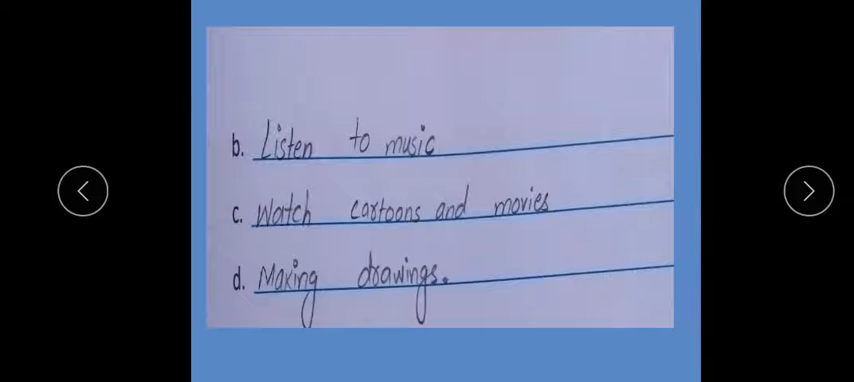 b. Listen to music
c. Watch cartoons and movies
d. Making drawings.